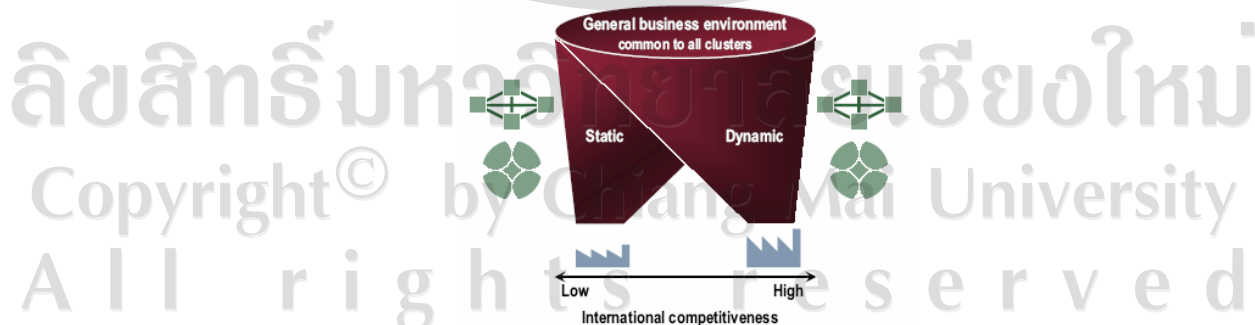 General business environment
common to all clusters
ลิขสิทธิ์มหาวิทยาลัยเชียงใหม่
Static
Dynamic
Copyright© by Chiang Mai University
All rights reserved
Low
High
International competitiveness